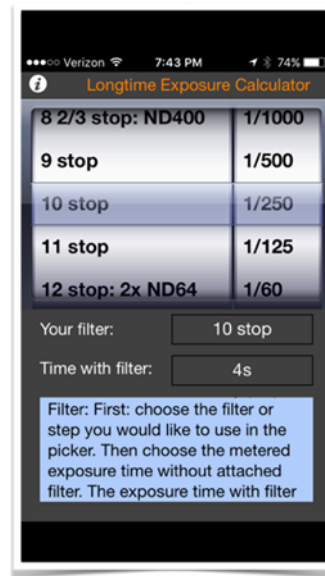 Verizon 7:43 PM 74%
i Longtime Exposure Calculator
8 2/3 stop: ND400 1/1000
9 stop 1/500
10 stop 1/250
11 stop 1/125
12 stop: 2x ND64 1/60
Your filter: 10 stop
Time with filter: 4s
Filter: First: choose the filter or
step you would like to use in the
picker. Then choose the metered
exposure time without attached
filter. The exposure time with filter